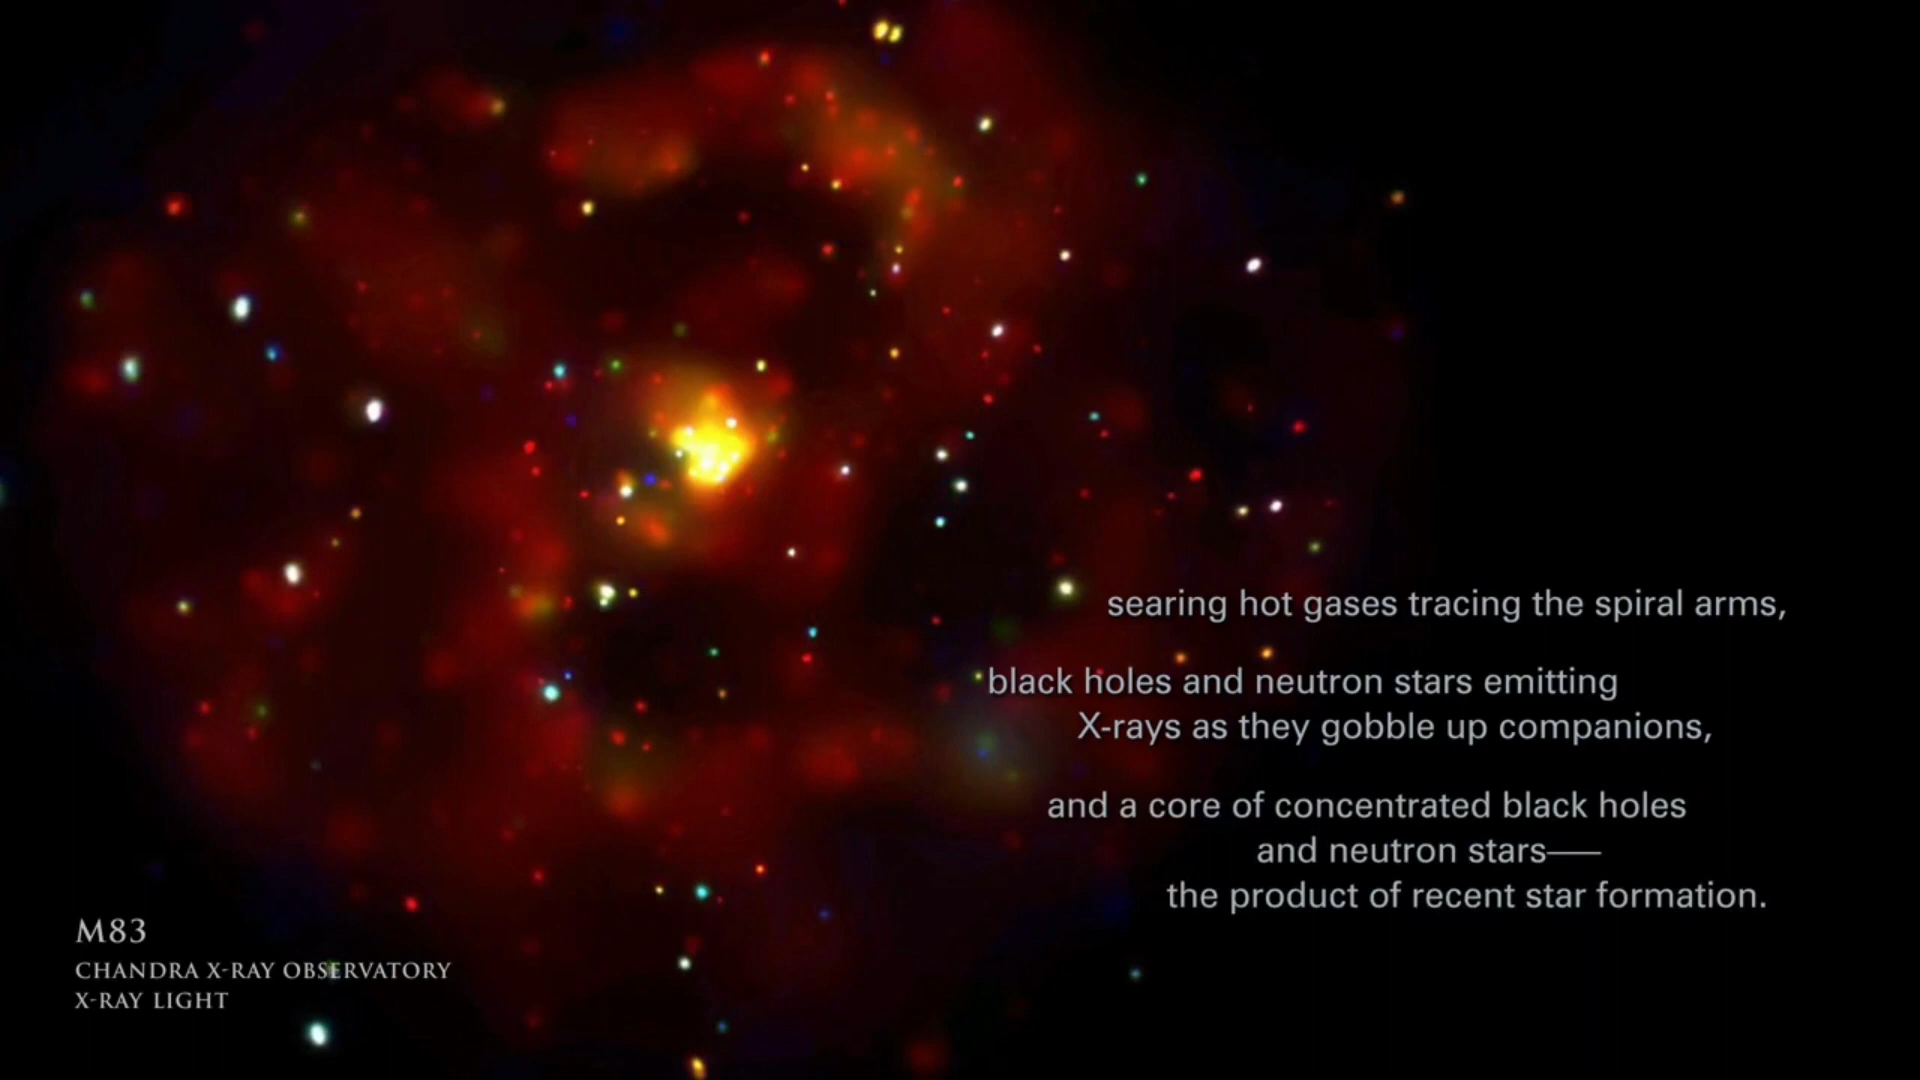 searing hot gases tracing the spiral arms,
black holes and neutron stars emitting
X-rays as they gobble up companions,
and a core of concentrated black holes
and neutron stars——
the product of recent star formation.
M83
CHANDRA X-RAY OBSERVATORY
X-RAY LIGHT